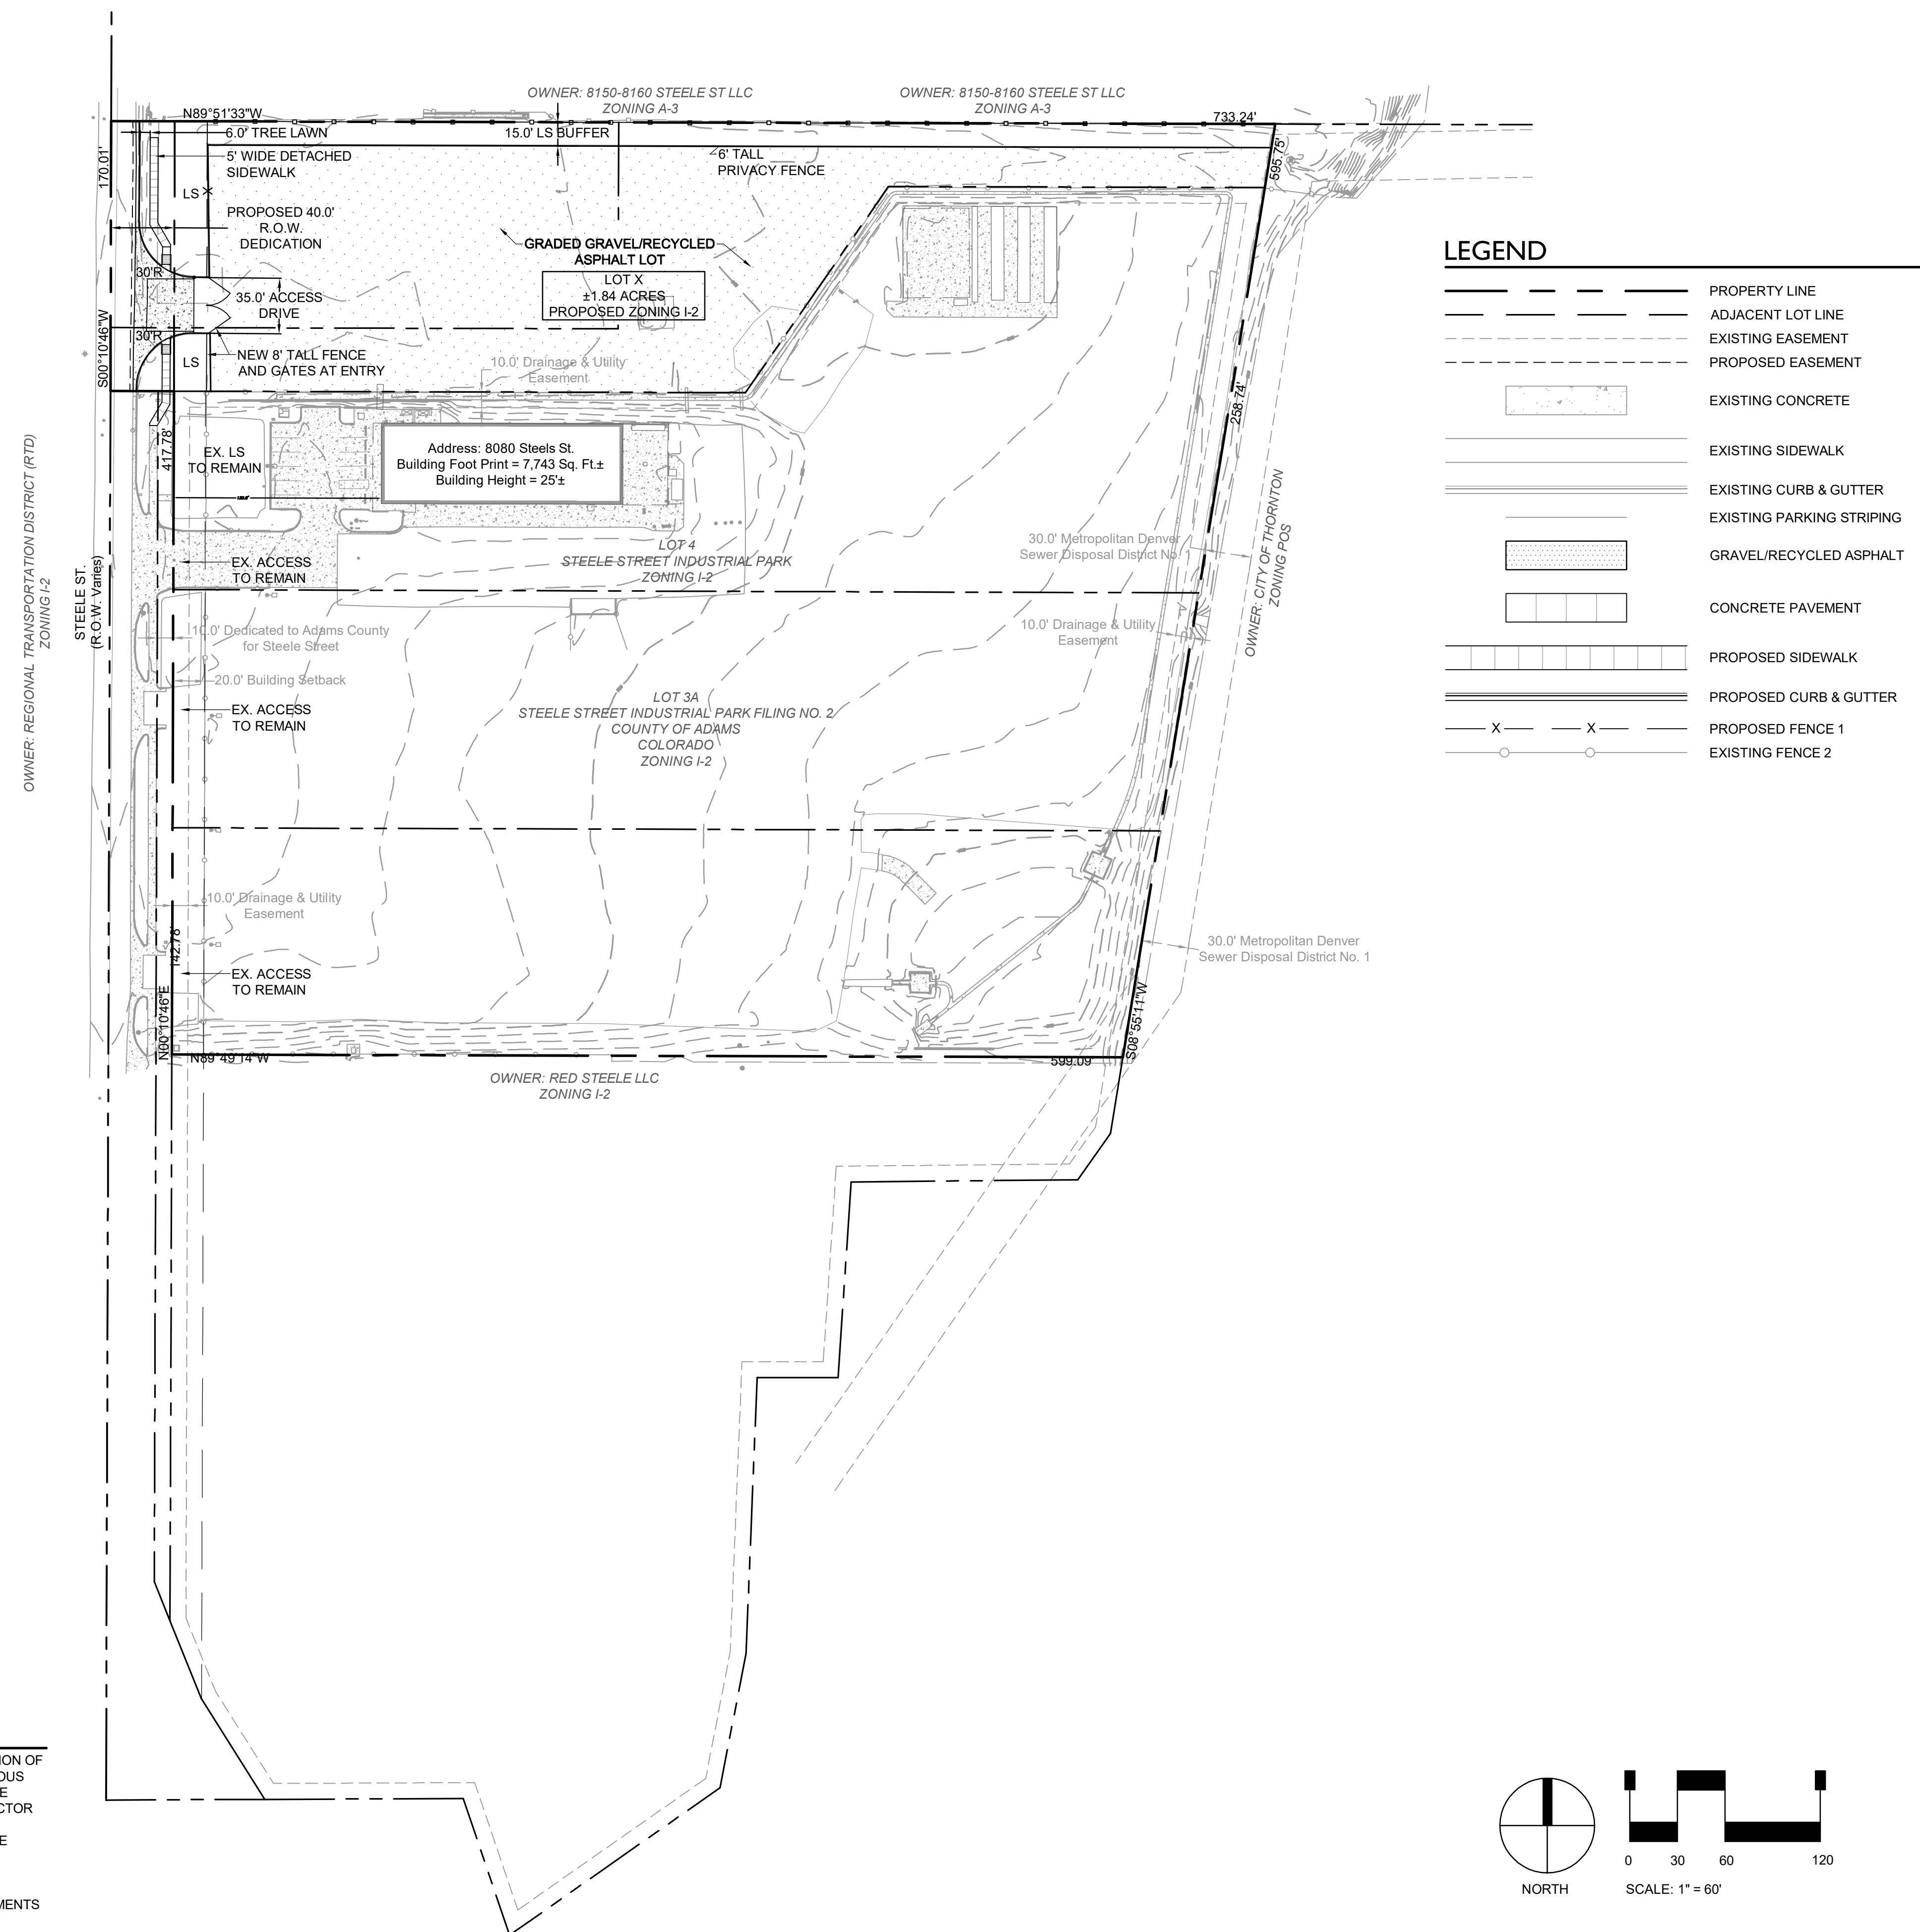 OWNER: 8150-8160 STEELE ST LLC
ZONING A-3
OWNER: 8150-8160 STEELE ST LLC
ZONING A-3
N89°51'33"W
733.24'
6.0' TREE LAWN
15.0' LS BUFFER
5' WIDE DETACHED
SIDEWALK
6' TALL
PRIVACY FENCE
170.01'
595.75'
LS
PROPOSED 40.0'
R.O.W.
DEDICATION
GRADED GRAVEL/RECYCLED
ASPHALT LOT
LOT X
±1.84 ACRES
PROPOSED ZONING I-2
30'R
35.0' ACCESS
DRIVE
30'R
S00°10'46"W
LS
NEW 8' TALL FENCE
AND GATES AT ENTRY
10.0' Drainage & Utility
Easement
258.74'
417.78'
EX. LS
TO REMAIN
Address: 8080 Steels St.
Building Foot Print = 7,743 Sq. Ft.±
Building Height = 25'±
OWNER: REGIONAL TRANSPORTATION DISTRICT (RTD)
ZONING I-2
STEELE ST.
(R.O.W. Varies)
EX. ACCESS
TO REMAIN
LOT 4
STEELE STREET INDUSTRIAL PARK
ZONING I-2
30.0' Metropolitan Denver
Sewer Disposal District No. 1
OWNER: CITY OF THORNTON
ZONING POS
10.0' Dedicated to Adams County
for Steele Street
10.0' Drainage & Utility
Easement
20.0' Building Setback
EX. ACCESS
TO REMAIN
LOT 3A
STEELE STREET INDUSTRIAL PARK FILING NO. 2
COUNTY OF ADAMS
COLORADO
ZONING I-2
10.0' Drainage & Utility
Easement
142.78'
EX. ACCESS
TO REMAIN
30.0' Metropolitan Denver
Sewer Disposal District No. 1
N00°10'46"E
S08°55'11"W
N89°49'14"W
599.09'
OWNER: RED STEELE LLC
ZONING I-2
LEGEND
PROPERTY LINE
ADJACENT LOT LINE
EXISTING EASEMENT
PROPOSED EASEMENT
EXISTING CONCRETE
EXISTING SIDEWALK
EXISTING CURB & GUTTER
EXISTING PARKING STRIPING
GRAVEL/RECYCLED ASPHALT
CONCRETE PAVEMENT
PROPOSED SIDEWALK
PROPOSED CURB & GUTTER
X X PROPOSED FENCE 1
EXISTING FENCE 2
ION OF
OUS
E
CTOR
E
MENTS
NORTH
0 30 60 120
SCALE: 1" = 60'